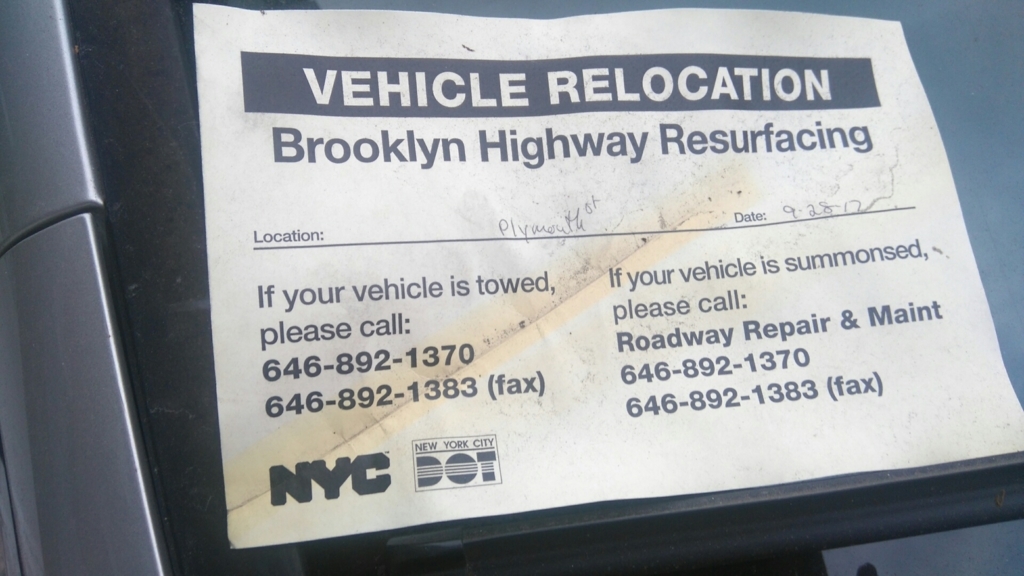 VEHICLE RELOCATION
Brooklyn Highway Resurfacing
Location: Plymouth st Date: 9-28-17
If your vehicle is towed,
please call:
646-892-1370
646-892-1383 (fax)
If your vehicle is summonsed,
please call:
Roadway Repair & Maint
646-892-1370
646-892-1383 (fax)
NYC
NEW YORK CITY
DOT